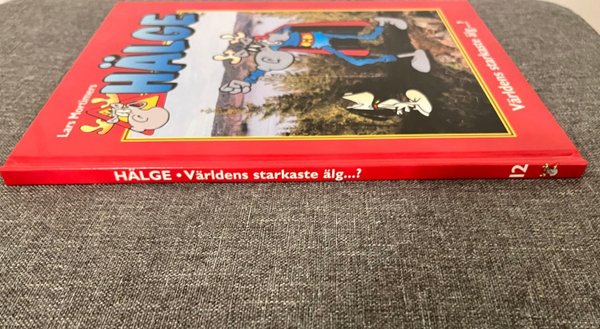 Lars Mortimers
HÄLGE
Världens starkaste älg...?
HÄLGE • Världens starkaste älg...?
12